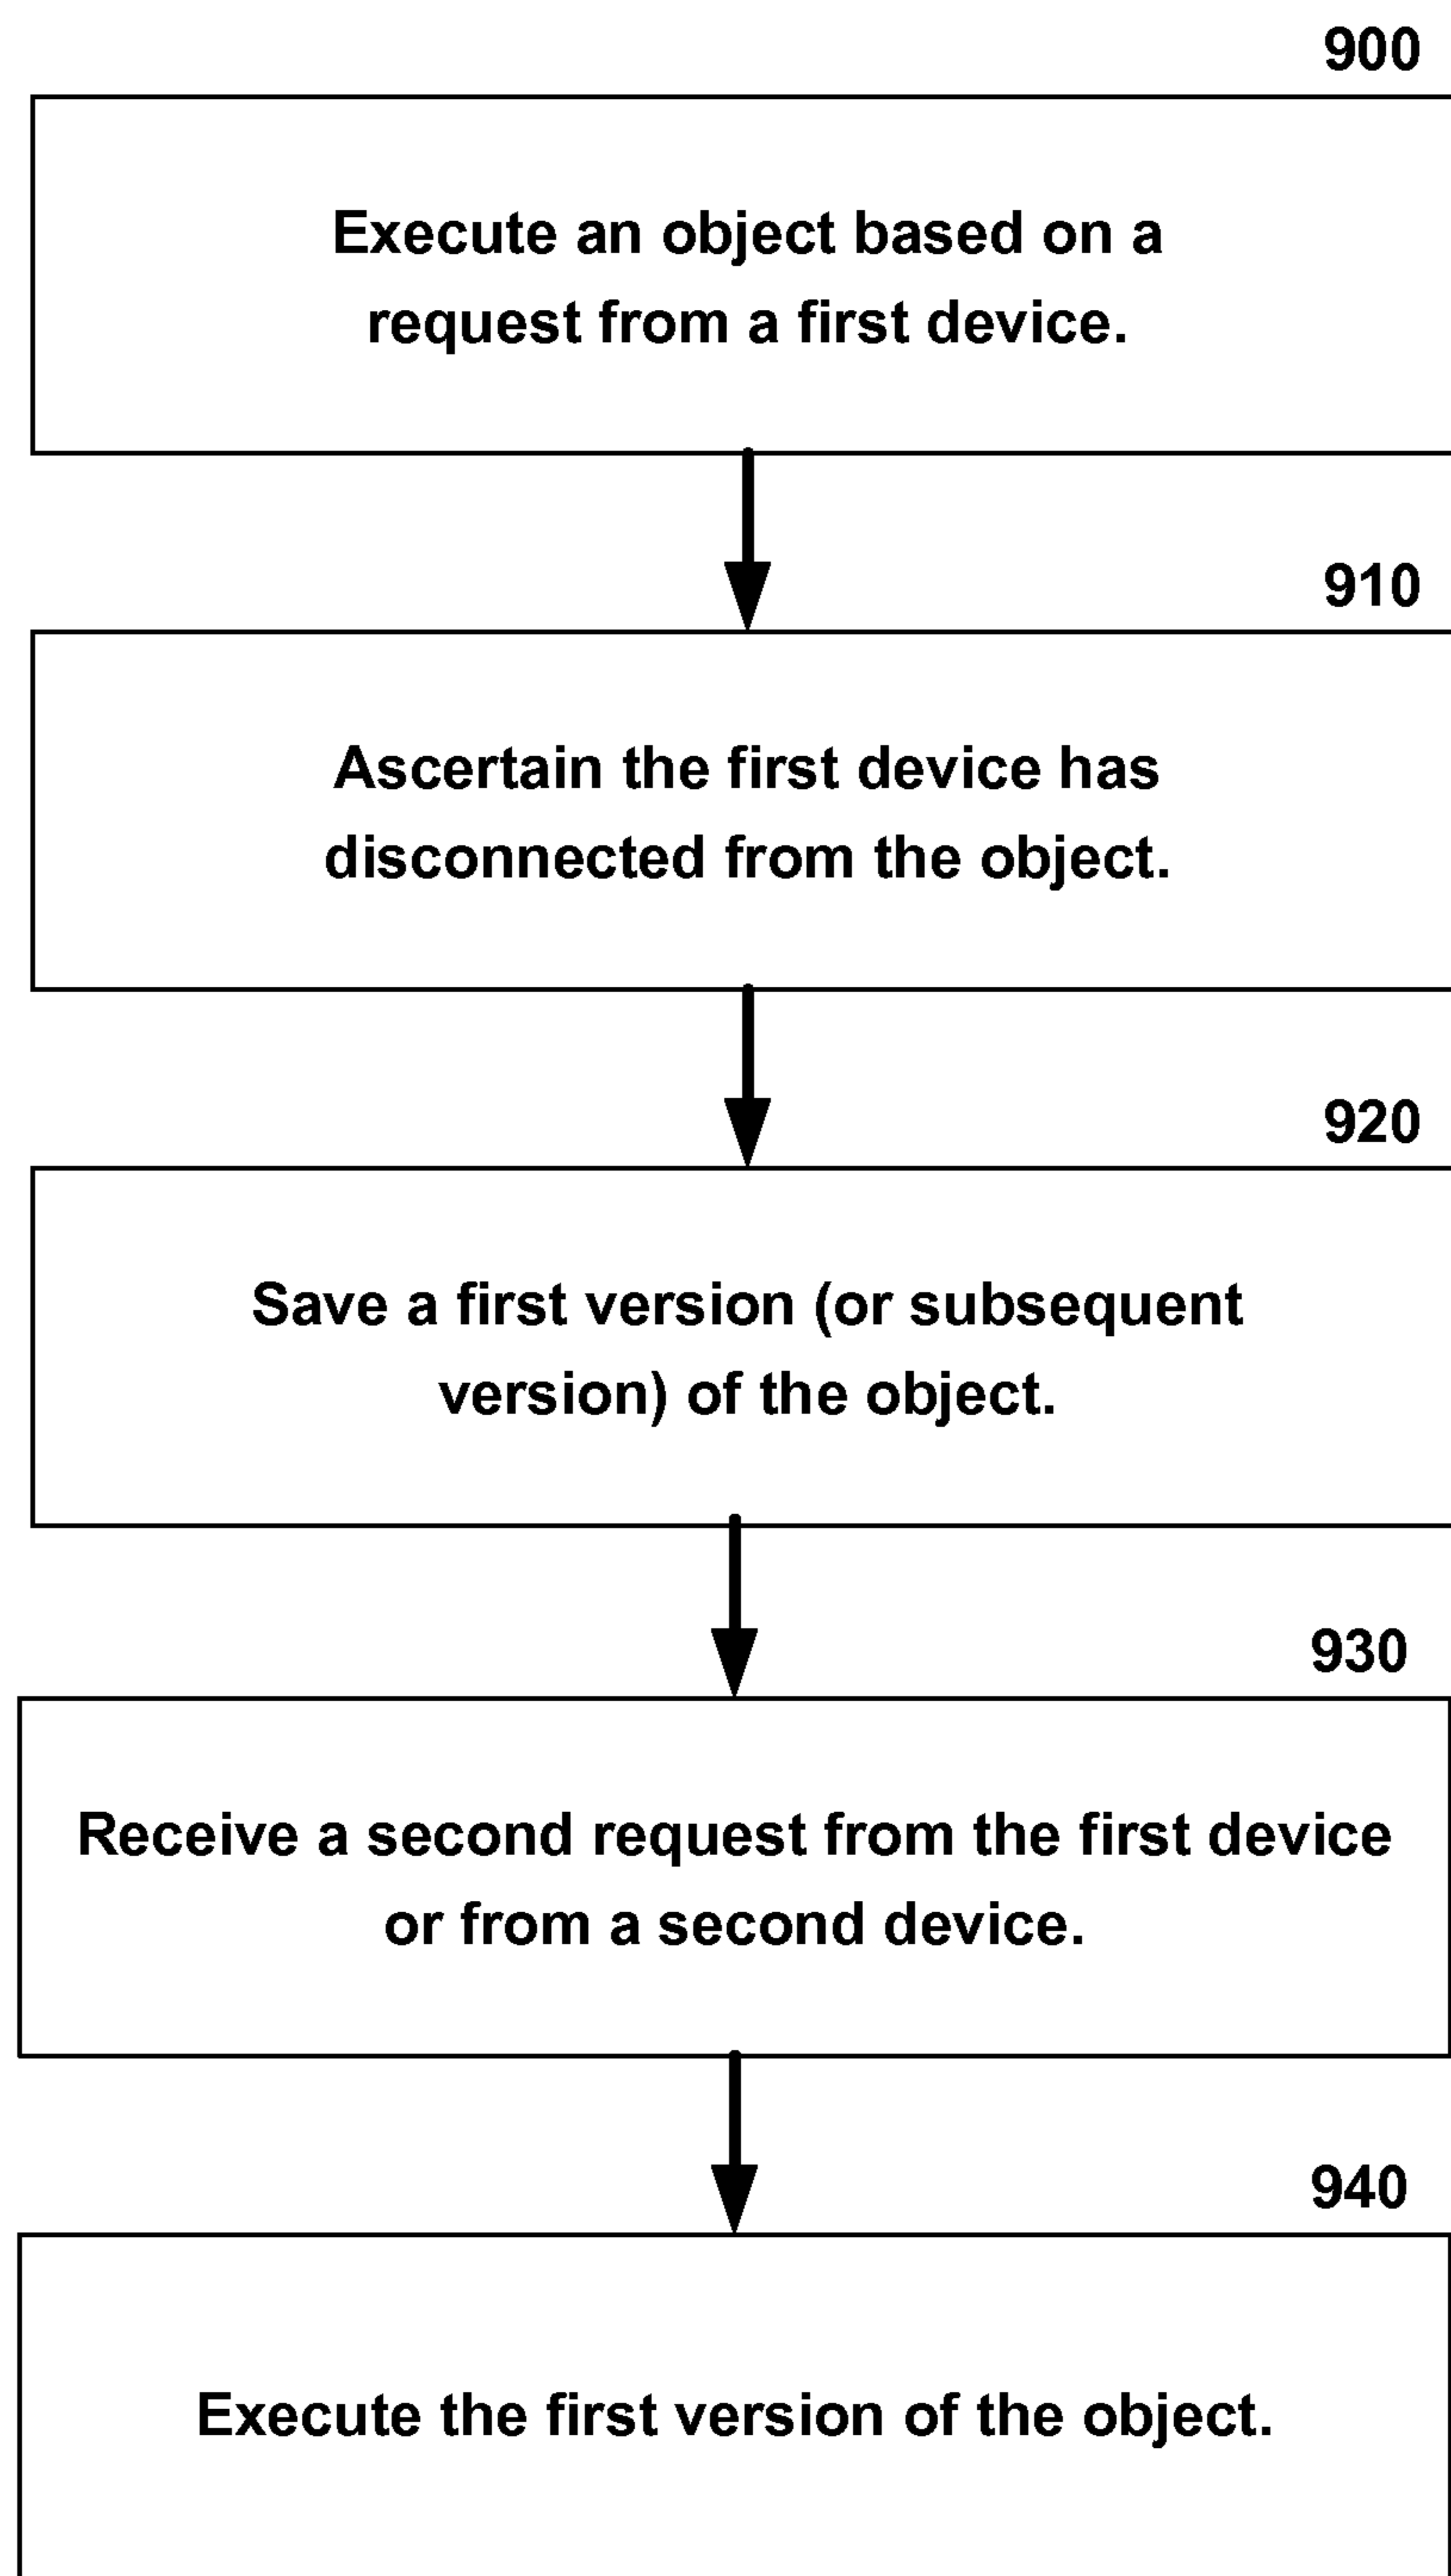 900
Execute an object based on a
request from a first device.
910
Ascertain the first device has
disconnected from the object.
920
Save a first version (or subsequent
version) of the object.
930
Receive a second request from the first device
or from a second device.
940
Execute the first version of the object.